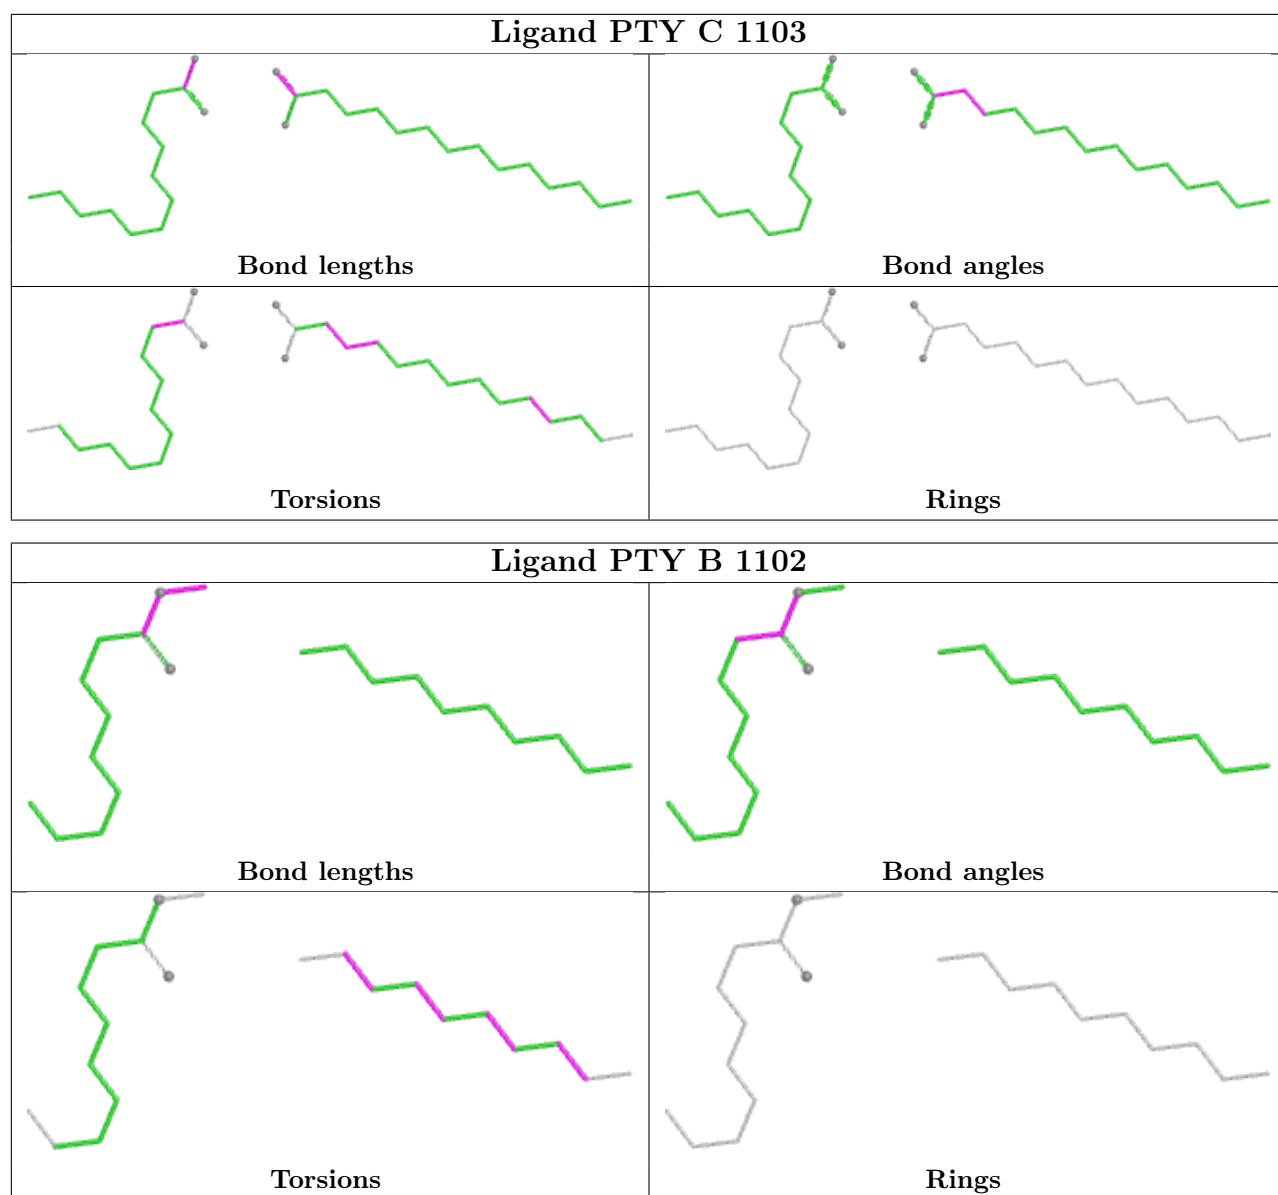 Ligand PTY C 1103
Bond lengths
Bond angles
Torsions
Rings
Ligand PTY B 1102
Bond lengths
Bond angles
Torsions
Rings